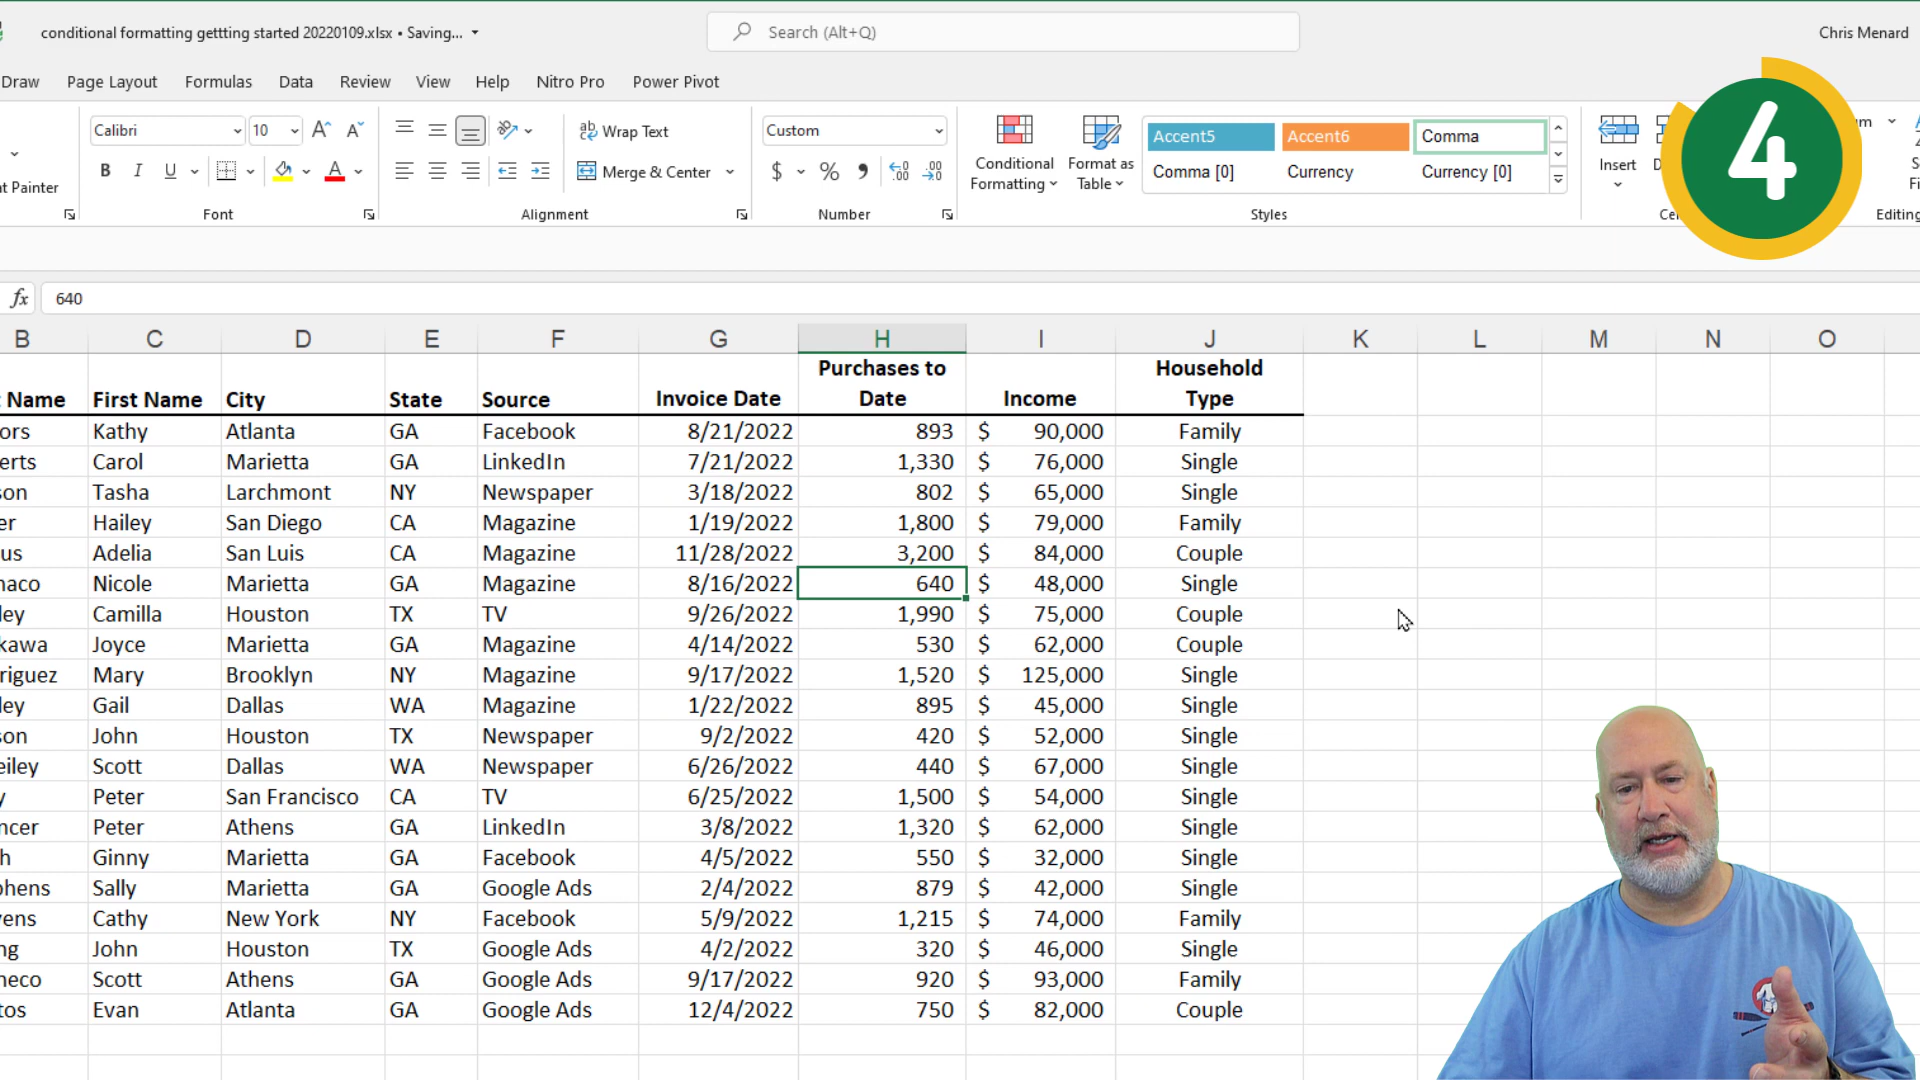 conditional formatting gettting started 20220109.xlsx • Saving...
Search (Alt+Q)
Chris Menard
Draw Page Layout Formulas Data Review View Help Nitro Pro Power Pivot
Calibri 10 Wrap Text Custom Accent5 Accent6 Comma
Painter B I U Merge & Center $ % Conditional Formatting Format as Table Comma [0] Currency Currency [0] Insert
Font Alignment Number Styles Editing
4
fx 640
B C D E F G H I J K L M N O
Name First Name City State Source Invoice Date Purchases to Date Income Household Type
ors Kathy Atlanta GA Facebook 8/21/2022 893 $ 90,000 Family
erts Carol Marietta GA LinkedIn 7/21/2022 1,330 $ 76,000 Single
son Tasha Larchmont NY Newspaper 3/18/2022 802 $ 65,000 Single
er Hailey San Diego CA Magazine 1/19/2022 1,800 $ 79,000 Family
us Adelia San Luis CA Magazine 11/28/2022 3,200 $ 84,000 Couple
naco Nicole Marietta GA Magazine 8/16/2022 640 $ 48,000 Single
ley Camilla Houston TX TV 9/26/2022 1,990 $ 75,000 Couple
kawa Joyce Marietta GA Magazine 4/14/2022 530 $ 62,000 Couple
riguez Mary Brooklyn NY Magazine 9/17/2022 1,520 $ 125,000 Single
ley Gail Dallas WA Magazine 1/22/2022 895 $ 45,000 Single
son John Houston TX Newspaper 9/2/2022 420 $ 52,000 Single
eiley Scott Dallas WA Newspaper 6/26/2022 440 $ 67,000 Single
y Peter San Francisco CA TV 6/25/2022 1,500 $ 54,000 Single
ncer Peter Athens GA LinkedIn 3/8/2022 1,320 $ 62,000 Single
h Ginny Marietta GA Facebook 4/5/2022 550 $ 32,000 Single
phens Sally Marietta GA Google Ads 2/4/2022 879 $ 42,000 Single
vens Cathy New York NY Facebook 5/9/2022 1,215 $ 74,000 Family
ng John Houston TX Google Ads 4/2/2022 320 $ 46,000 Single
heco Scott Athens GA Google Ads 9/17/2022 920 $ 93,000 Family
tos Evan Atlanta GA Google Ads 12/4/2022 750 $ 82,000 Couple